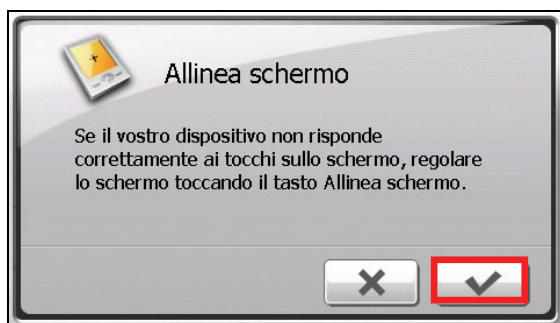 Allinea schermo
Se il vostro dispositivo non risponde
correttamente ai tocchi sullo schermo, regolare
lo schermo toccando il tasto Allinea schermo.